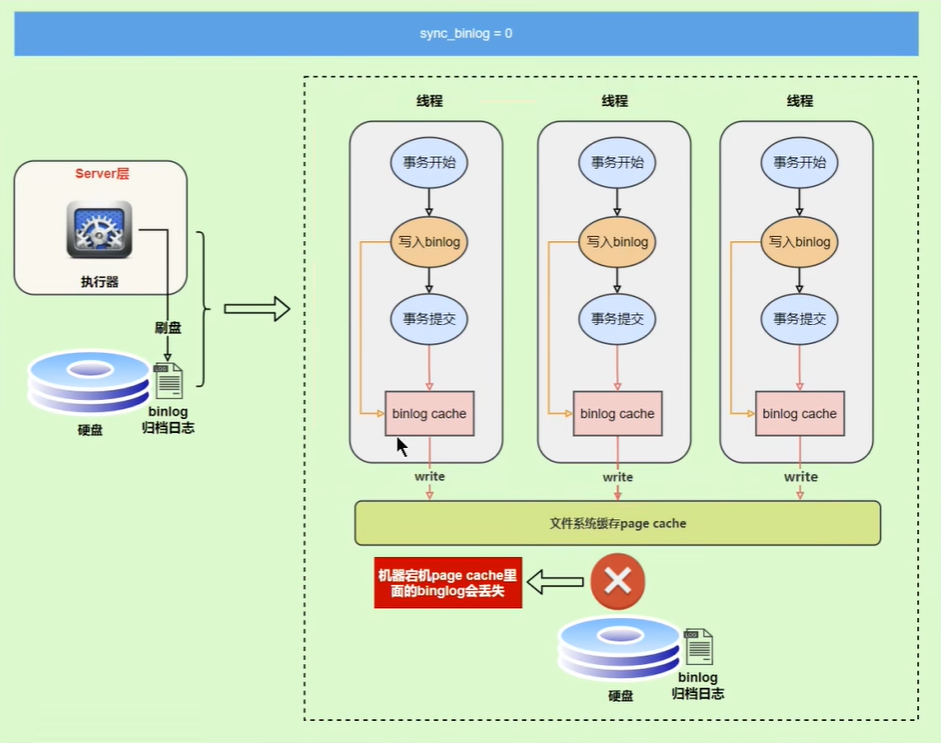 sync_binlog = 0
Server层
执行器
刷盘
硬盘
binlog
归档日志
线程
事务开始
写入binlog
事务提交
binlog cache
write
线程
事务开始
写入binlog
事务提交
binlog cache
write
线程
事务开始
写入binlog
事务提交
binlog cache
write
文件系统缓存page cache
机器宕机page cache里
面的binglog会丢失
硬盘
binlog
归档日志